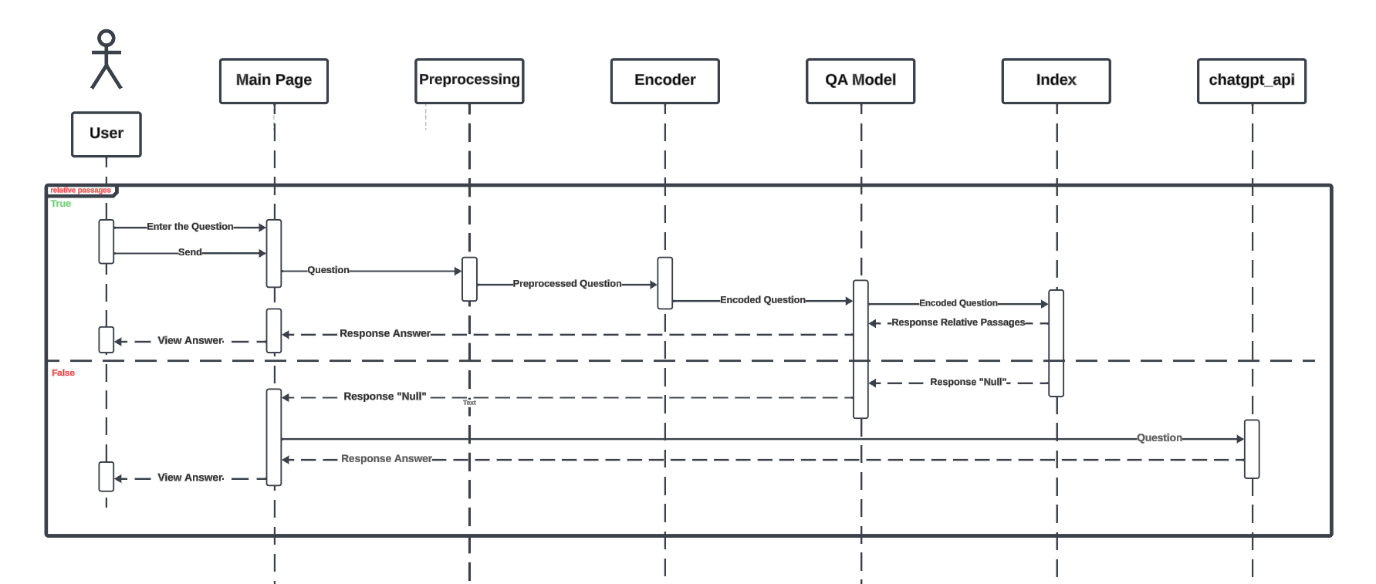 Main Page
Preprocessing
Encoder
QA Model
Index
chatgpt_api
User
relative passages
True
Enter the Question
Send
Question
Preprocessed Question
Encoded Question
Encoded Question
Response Relative Passages
Response Answer
View Answer
False
Response "Null"
Response "Null"
Text
Question
Response Answer
View Answer